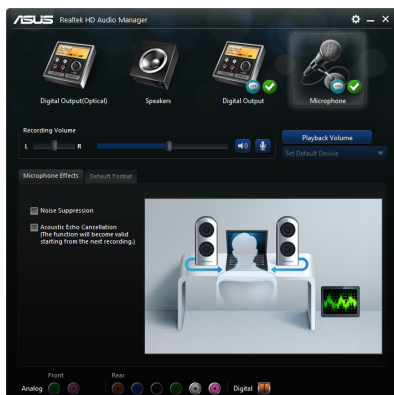 ASUS Realtek HD Audio Manager
Digital Output(Optical)
Speakers
Digital Output
Microphone
Recording Volume
L
R
Playback Volume
Set Default Device
Microphone Effects
Default Format
Noise Suppression
Acoustic Echo Cancellation
(The function will become valid
starting from the next recording.)
Front
Rear
Analog
Digital